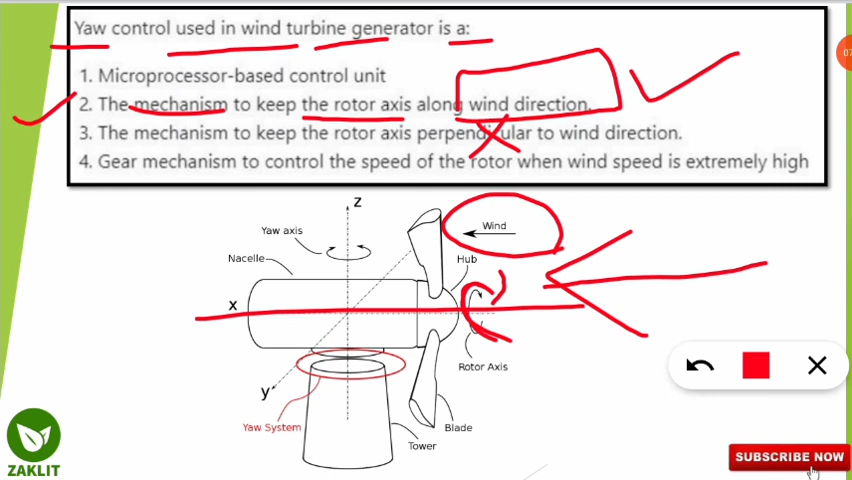 Yaw control used in wind turbine generator is a:
07
1. Microprocessor-based control unit
2. The mechanism to keep the rotor axis along wind direction.
3. The mechanism to keep the rotor axis perpendicular to wind direction.
4. Gear mechanism to control the speed of the rotor when wind speed is extremely high
z
Yaw axis
Wind
Nacelle
Hub
x
Rotor Axis
y
Yaw System
Blade
Tower
ZAKLIT
SUBSCRIBE NOW